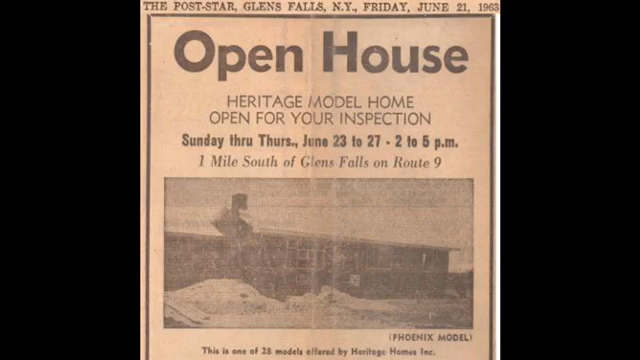 THE POST-STAR, GLENS FALLS, N.Y., FRIDAY, JUNE 21, 1963
Open House
HERITAGE MODEL HOME
OPEN FOR YOUR INSPECTION
Sunday thru Thurs., June 23 to 27 - 2 to 5 p.m.
1 Mile South of Glens Falls on Route 9
(PHOENIX MODEL)
This is one of 28 models offered by Heritage Homes Inc.